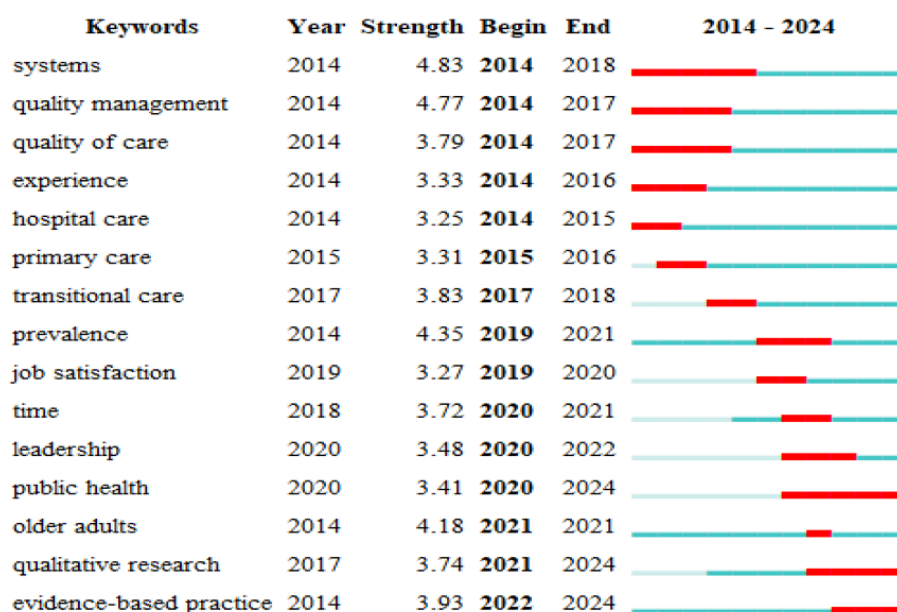 Keywords Year Strength Begin End 2014 - 2024
systems 2014 4.83 2014 2018
quality management 2014 4.77 2014 2017
quality of care 2014 3.79 2014 2017
experience 2014 3.33 2014 2016
hospital care 2014 3.25 2014 2015
primary care 2015 3.31 2015 2016
transitional care 2017 3.83 2017 2018
prevalence 2014 4.35 2019 2021
job satisfaction 2019 3.27 2019 2020
time 2018 3.72 2020 2021
leadership 2020 3.48 2020 2022
public health 2020 3.41 2020 2024
older adults 2014 4.18 2021 2021
qualitative research 2017 3.74 2021 2024
evidence-based practice 2014 3.93 2022 2024